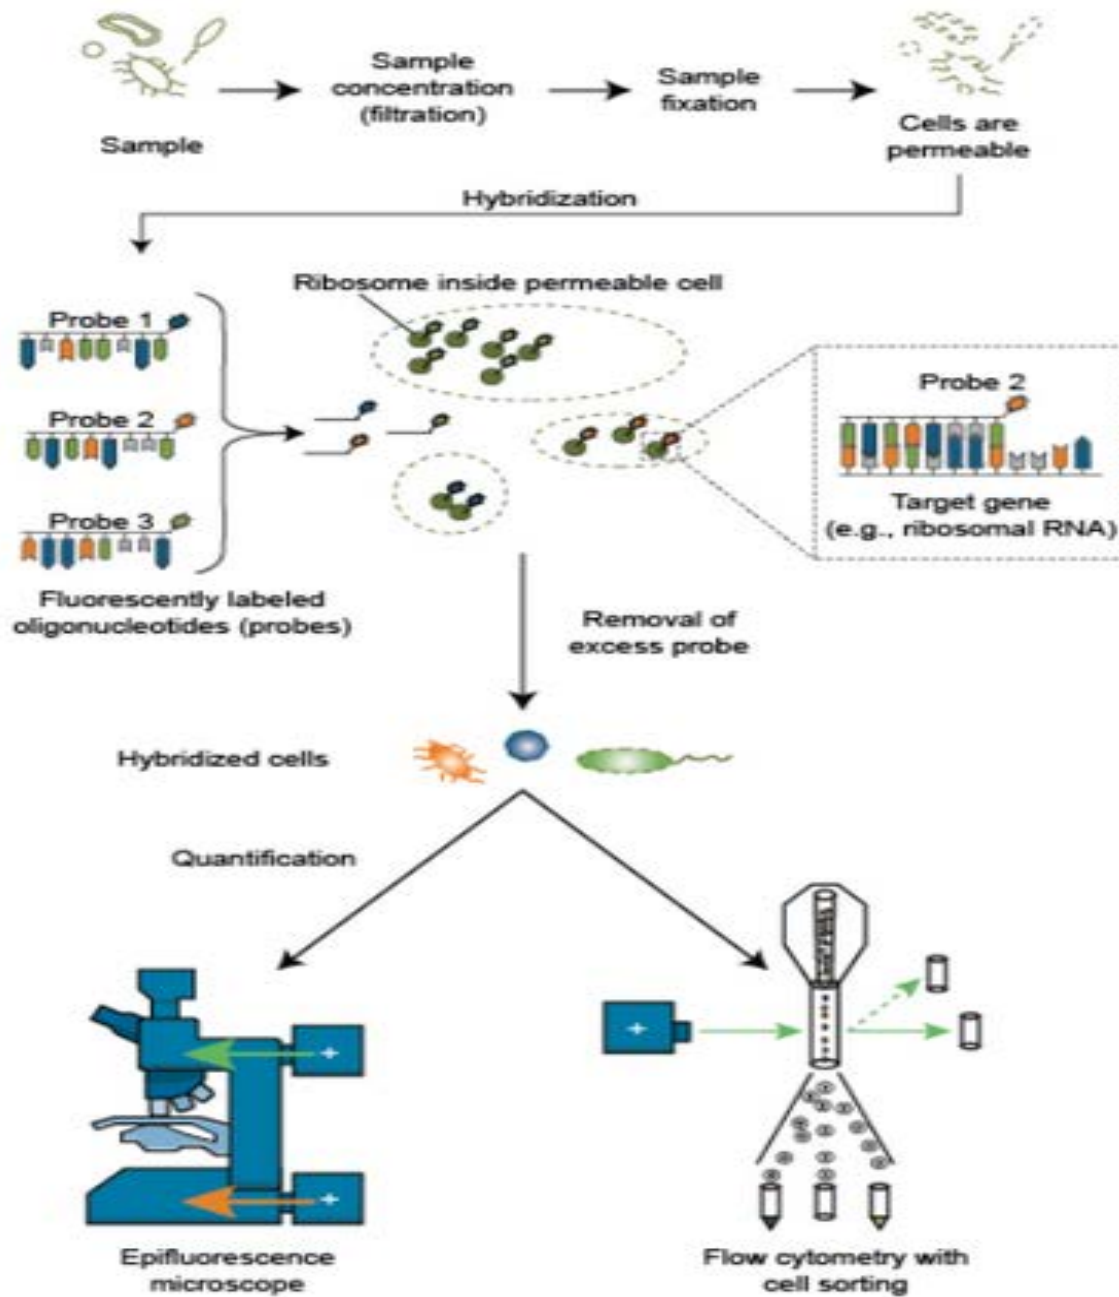 Sample
Sample
concentration
(filtration)
Sample
fixation
Cells are
permeable
Hybridization
Ribosome inside permeable cell
Probe 1
Probe 2
Probe 3
Fluorescently labeled
oligonucleotides (probes)
Probe 2
Target gene
(e.g., ribosomal RNA)
Removal of
excess probe
Hybridized cells
Quantification
Epifluorescence
microscope
Flow cytometry with
cell sorting